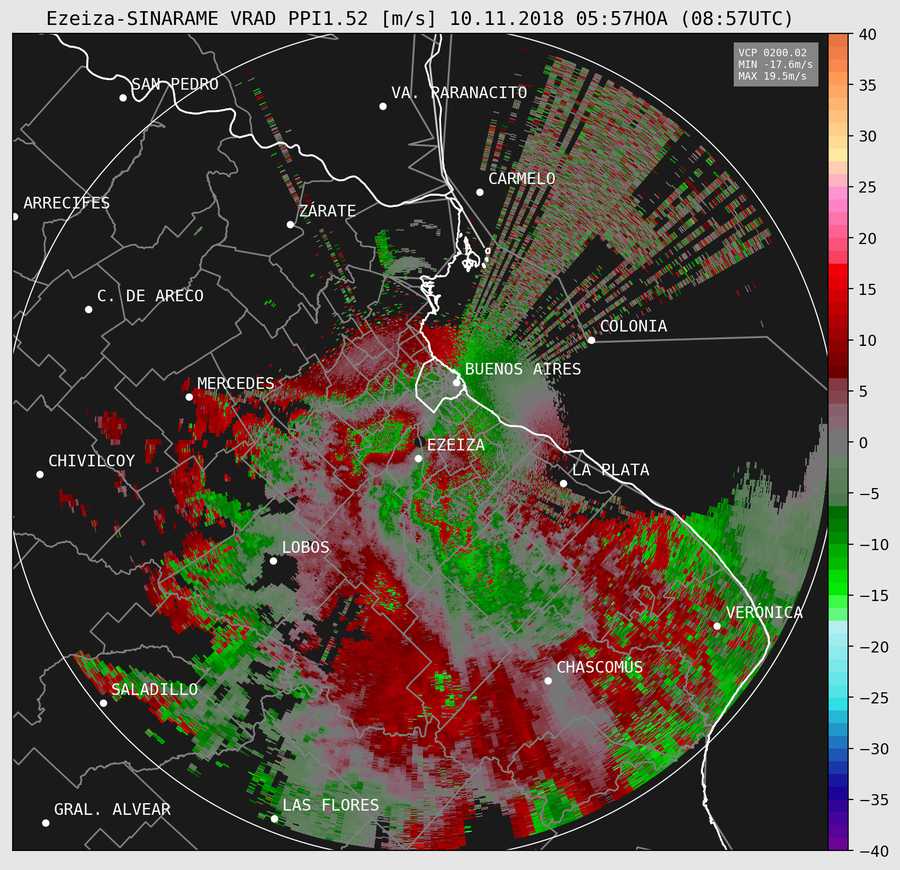 Ezeiza-SINARAME VRAD PPI1.52 [m/s] 10.11.2018 05:57HOA (08:57UTC)
VCP 0200.02
MIN -17.6m/s
MAX 19.5m/s
SAN PEDRO
VA. PARANACITO
CARMELO
ARRECIFES
ZÁRATE
C. DE ARECO
COLONIA
BUENOS AIRES
MERCEDES
EZEIZA
CHIVILCOY
LA PLATA
LOBOS
VERÓNICA
CHASCOMÚS
SALADILLO
LAS FLORES
GRAL. ALVEAR
40
35
30
25
20
15
10
5
0
−5
−10
−15
−20
−25
−30
−35
−40